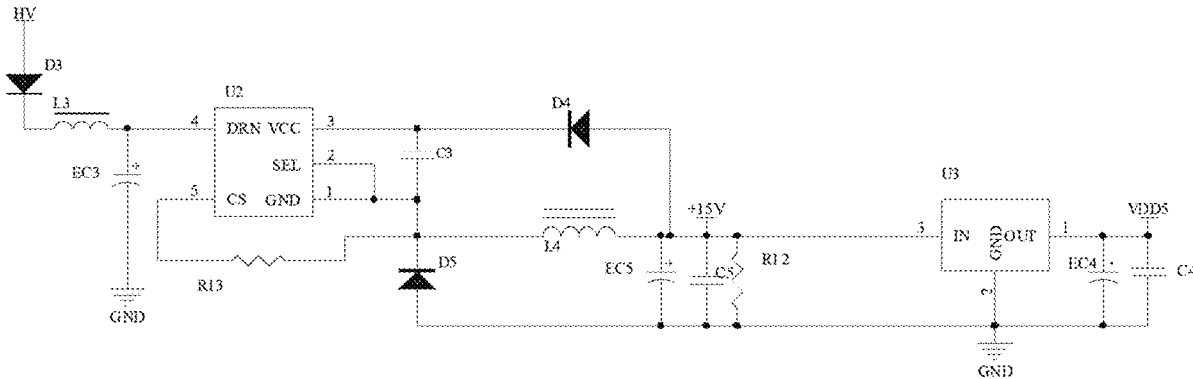 HV
D3
L3
U2
D4
4 DRN VCC 3
C3
SEL 2
EC3
U3
5 CS GND 1
+15V
VDD5
L4
3 IN GND OUT 1
D5
EC5
C5
R12
EC4
C4
R13
2
GND
GND